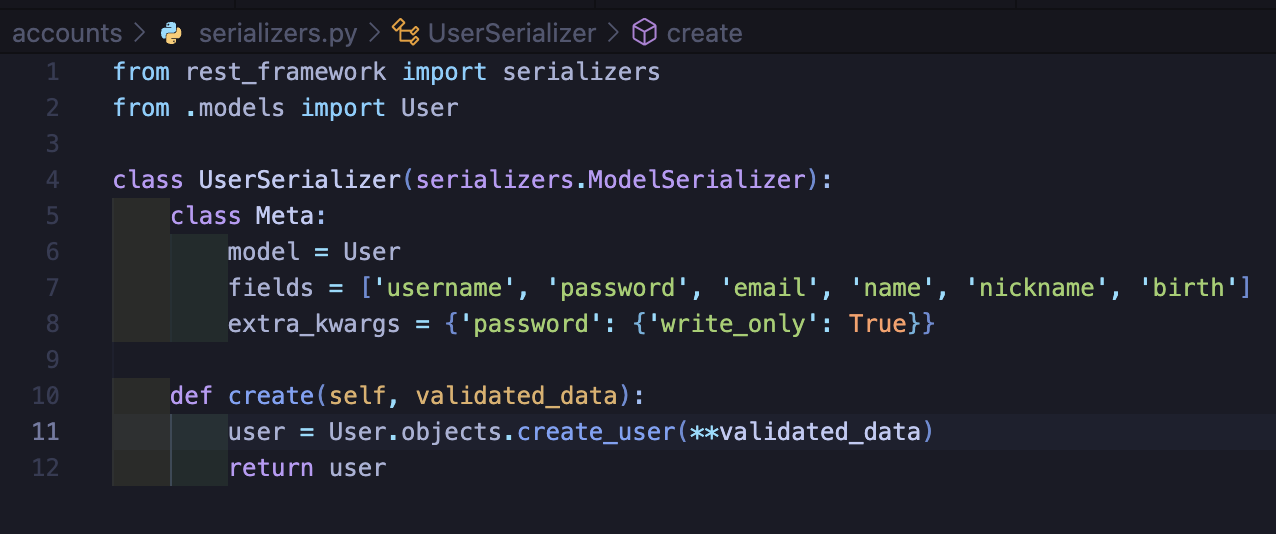 accounts > serializers.py > UserSerializer > create
1 from rest_framework import serializers
2 from .models import User
3
4 class UserSerializer(serializers.ModelSerializer):
5     class Meta:
6         model = User
7         fields = ['username', 'password', 'email', 'name', 'nickname', 'birth']
8         extra_kwargs = {'password': {'write_only': True}}
9
10     def create(self, validated_data):
11         user = User.objects.create_user(**validated_data)
12         return user